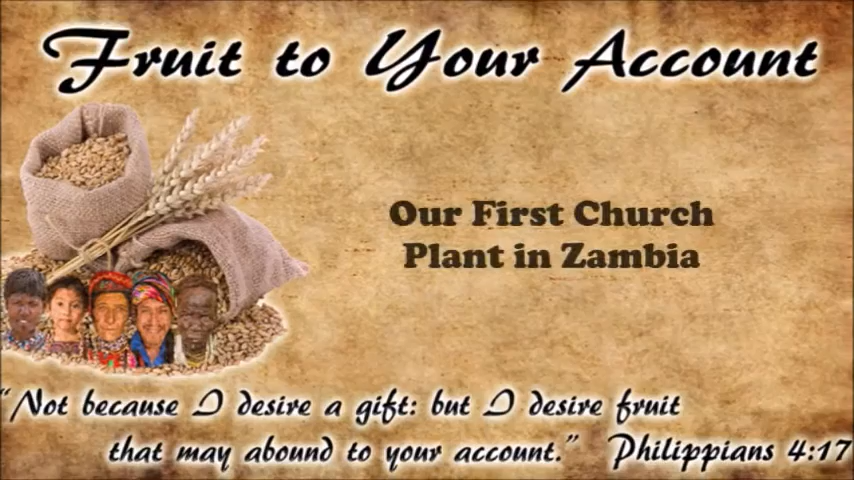 Fruit to Your Account
Our First Church
Plant in Zambia
“Not because I desire a gift: but I desire fruit
that may abound to your account.” Philippians 4:17